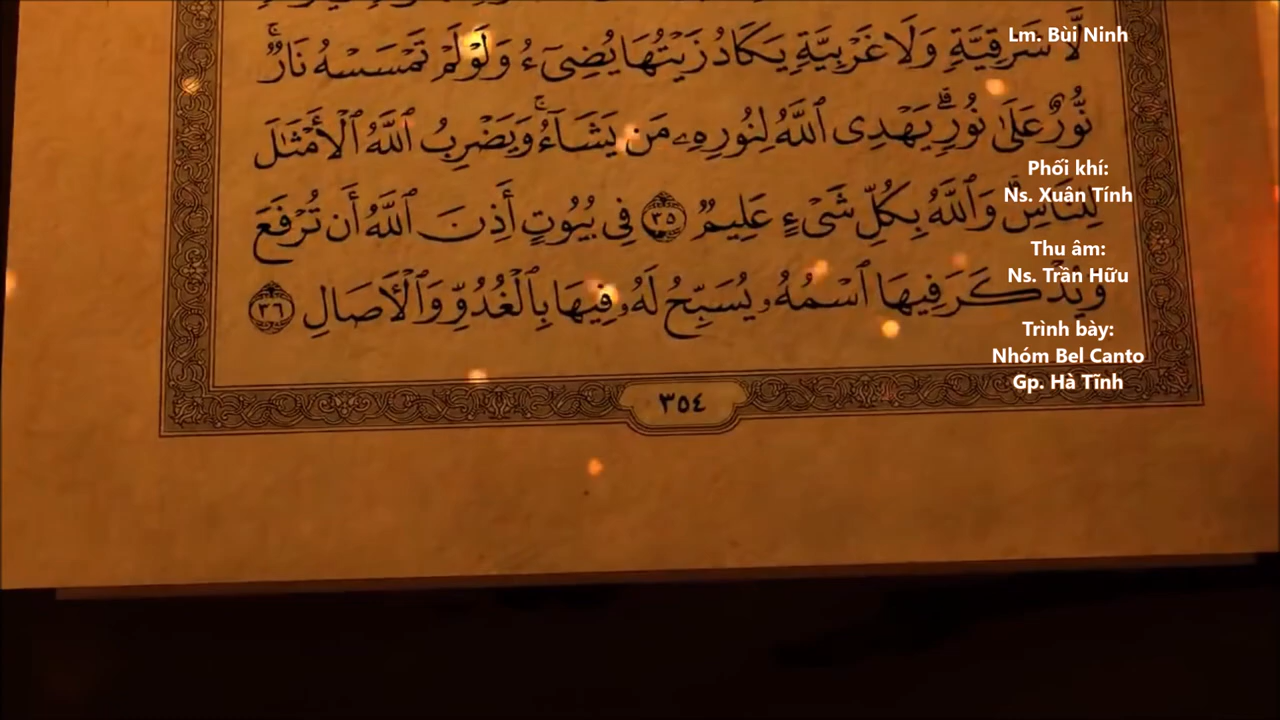 لَّا شَرْقِيَّةٍ وَلَا غَرْبِيَّةٍ يَكَادُ زَيْتُهَا يُضِىٓءُ وَلَوْ لَمْ تَمْسَسْهُ نَارٌ ۚ
نُّورٌ عَلَىٰ نُورٍ ۗ يَهْدِى ٱللَّهُ لِنُورِهِۦ مَن يَشَآءُ ۚ وَيَضْرِبُ ٱللَّهُ ٱلْأَمْثَـٰلَ
لِلنَّاسِ ۗ وَٱللَّهُ بِكُلِّ شَىْءٍ عَلِيمٌ ٣٥ فِى بُيُوتٍ أَذِنَ ٱللَّهُ أَن تُرْفَعَ
وَيُذْكَرَ فِيهَا ٱسْمُهُۥ يُسَبِّحُ لَهُۥ فِيهَا بِٱلْغُدُوِّ وَٱلْـَٔاصَالِ ٣٦
٣٥٤
Lm. Bùi Ninh
Phối khí:
Ns. Xuân Tính
Thu âm:
Ns. Trần Hữu
Trình bày:
Nhóm Bel Canto
Gp. Hà Tĩnh